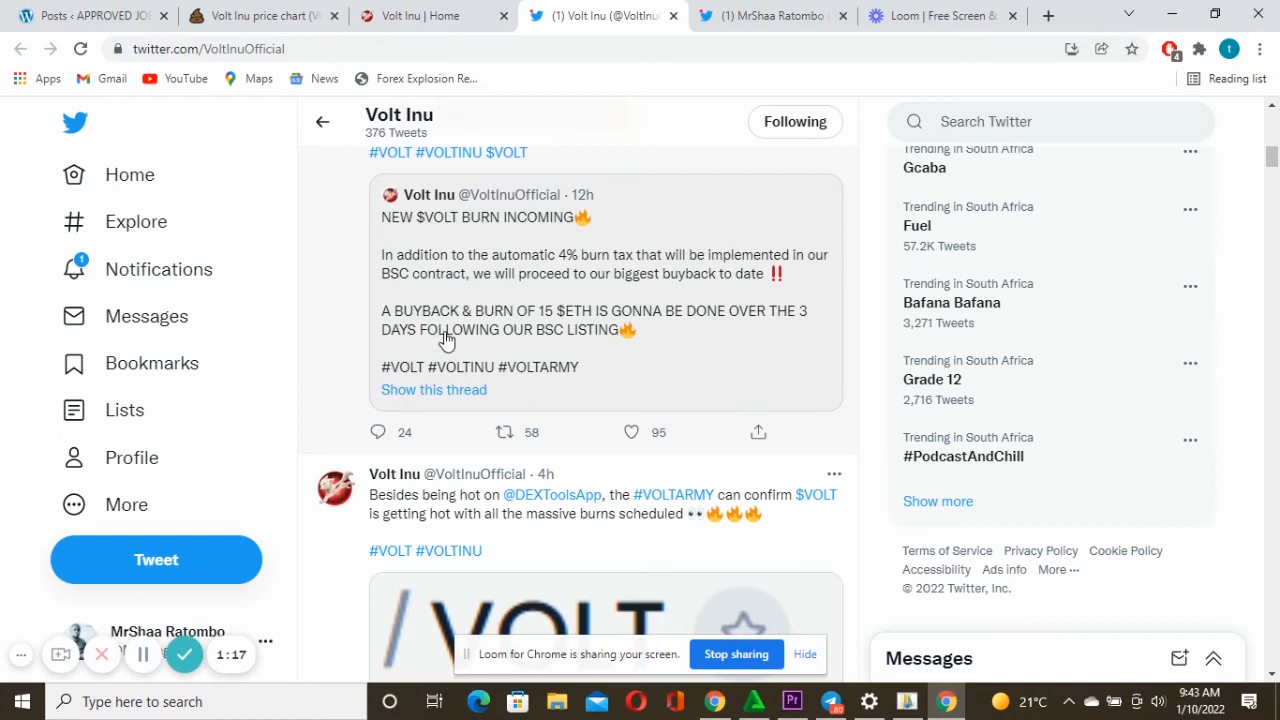 Posts ‹ APPROVED JOE
Volt Inu price chart (VO
Volt Inu | Home
(1) Volt Inu (@VoltInuO
(1) MrShaa Ratombo (
Loom | Free Screen &
twitter.com/VoltInuOfficial
4
t
Apps
Gmail
YouTube
Maps
News
Forex Explosion Re...
Reading list
Home
Explore
1
Notifications
Messages
Bookmarks
Lists
Profile
More
Tweet
MrShaa Ratombo
1:17
Volt Inu
376 Tweets
Following
#VOLT #VOLTINU $VOLT
Volt Inu @VoltInuOfficial · 12h
NEW $VOLT BURN INCOMING🔥
In addition to the automatic 4% burn tax that will be implemented in our
BSC contract, we will proceed to our biggest buyback to date ‼️
A BUYBACK & BURN OF 15 $ETH IS GONNA BE DONE OVER THE 3
DAYS FOLLOWING OUR BSC LISTING🔥
#VOLT #VOLTINU #VOLTARMY
Show this thread
24 58 95
Volt Inu @VoltInuOfficial · 4h
Besides being hot on @DEXToolsApp, the #VOLTARMY can confirm $VOLT
is getting hot with all the massive burns scheduled 👀🔥🔥🔥
#VOLT #VOLTINU
/ VOLT
Loom for Chrome is sharing your screen.
Stop sharing
Hide
Search Twitter
Trending in South Africa
Gcaba
Trending in South Africa
Fuel
57.2K Tweets
Trending in South Africa
Bafana Bafana
3,271 Tweets
Trending in South Africa
Grade 12
2,716 Tweets
Trending in South Africa
#PodcastAndChill
Show more
Terms of Service Privacy Policy Cookie Policy
Accessibility Ads info More ···
© 2022 Twitter, Inc.
Messages
Type here to search
Pr
80
21°C
9:43 AM
1/10/2022